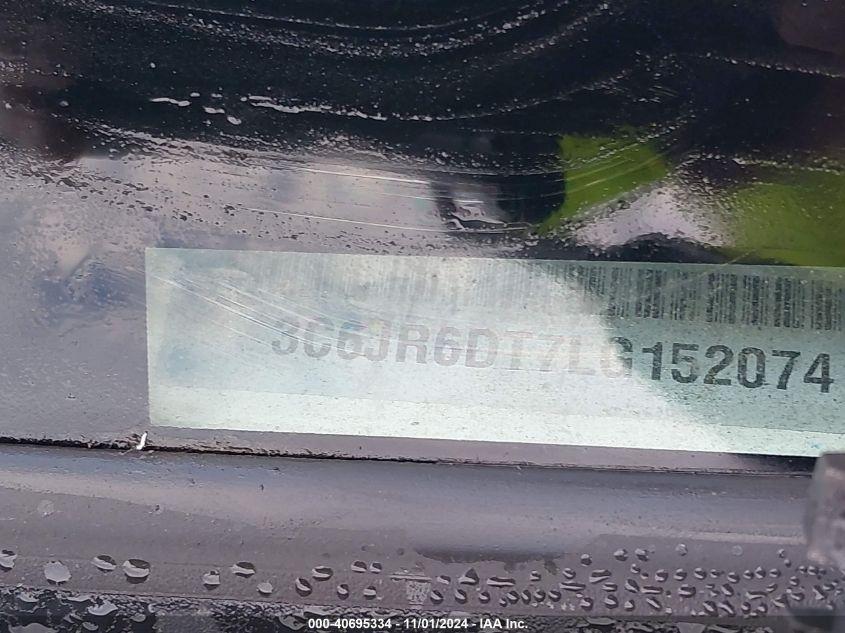 3C6JR6DT7LG152074
000-40695334 - 11/01/2024 - IAA Inc.